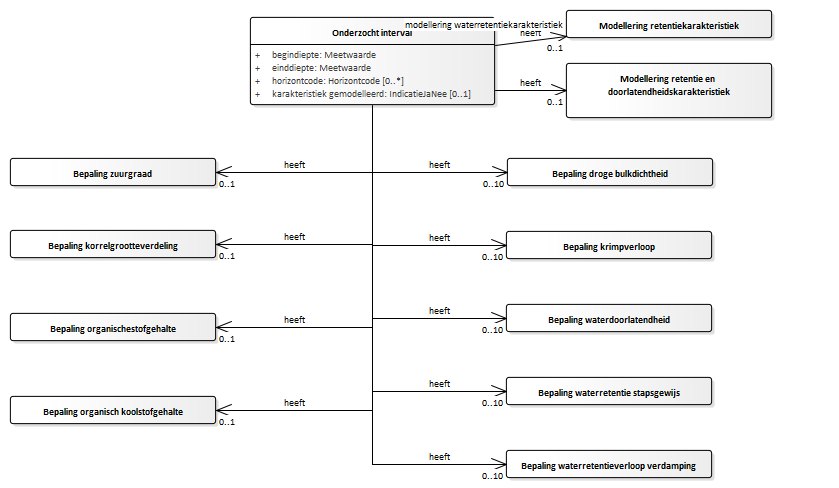 modellering waterretentiekarakteristiek
Onderzocht interval
heeft
0..1
Modellering retentiekarakteristiek
+ begindiepte: Meetwaarde
+ einddiepte: Meetwaarde
+ horizontcode: Horizontcode [0..*]
+ karakteristiek gemodelleerd: IndicatieJaNee [0..1]
heeft
0..1
Modellering retentie en
doorlatendheidskarakteristiek
Bepaling zuurgraad
heeft
0..1
heeft
0..10
Bepaling droge bulkdichtheid
Bepaling korrelgrootteverdeling
heeft
0..1
heeft
0..10
Bepaling krimpverloop
Bepaling organischestofgehalte
heeft
0..1
heeft
0..10
Bepaling waterdoorlatendheid
Bepaling organisch koolstofgehalte
heeft
0..1
heeft
0..10
Bepaling waterretentie stapsgewijs
heeft
0..10
Bepaling waterretentieverloop verdamping